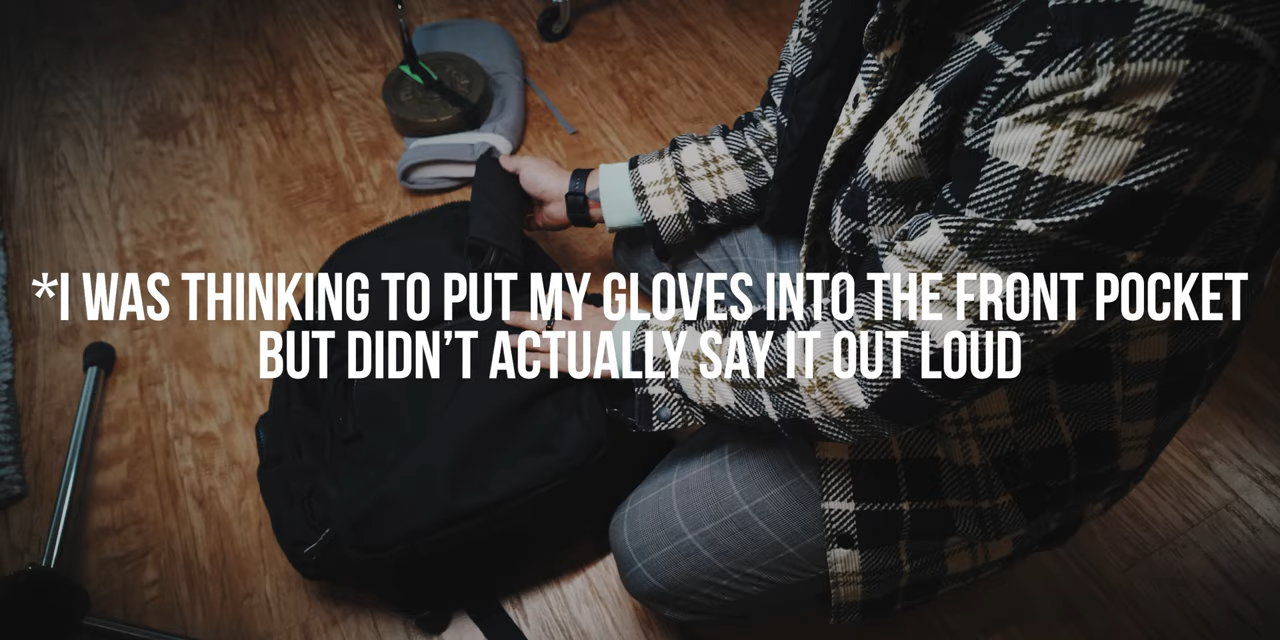 *I WAS THINKING TO PUT MY GLOVES INTO THE FRONT POCKET
BUT DIDN’T ACTUALLY SAY IT OUT LOUD